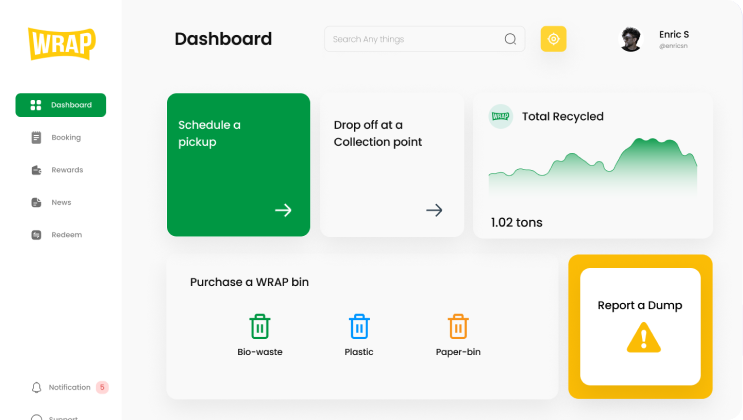 WRAP
Dashboard
Search Any things
Enric S
@enricsn
Dashboard
Booking
Rewards
News
Redeem
Notification 5
Support
Schedule a
pickup
Drop off at a
Collection point
WRAP
Total Recycled
1.02 tons
Purchase a WRAP bin
Bio-waste
Plastic
Paper-bin
Report a Dump